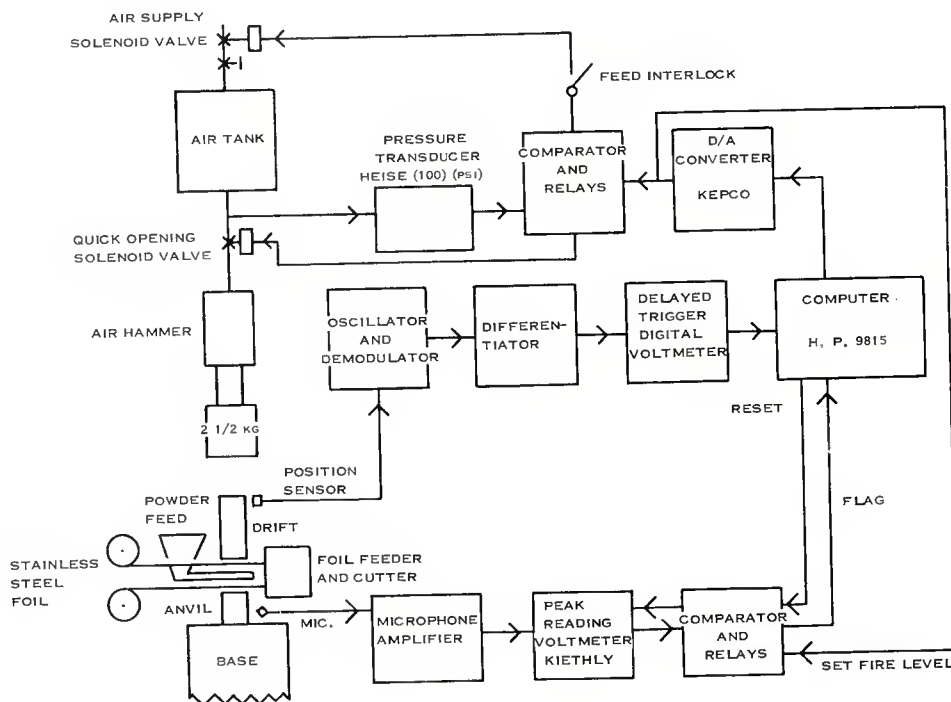 AIR SUPPLY
SOLENOID VALVE
FEED INTERLOCK
AIR TANK
PRESSURE
TRANSDUCER
HEISE (100) (PSI)
COMPARATOR
AND
RELAYS
D/A
CONVERTER
KEPCO
QUICK OPENING
SOLENOID VALVE
AIR HAMMER
OSCILLATOR
AND
DEMODULATOR
DIFFEREN-
TIATOR
DELAYED
TRIGGER
DIGITAL
VOLTMETER
COMPUTER
H. P. 9815
2 1/2 KG
RESET
POSITION
SENSOR
FLAG
POWDER
FEED
DRIFT
STAINLESS
STEEL
FOIL
FOIL FEEDER
AND CUTTER
ANVIL
MIC.
BASE
MICROPHONE
AMPLIFIER
PEAK
READING
VOLTMETER
KIETHLY
COMPARATOR
AND
RELAYS
SET FIRE LEVEL